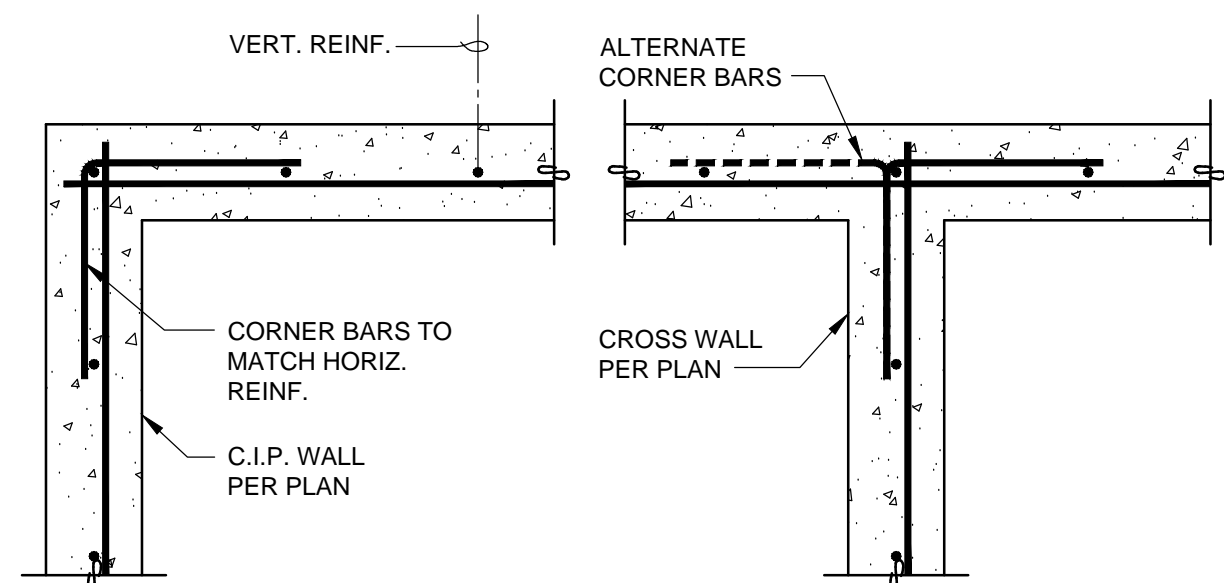 VERT. REINF.
ALTERNATE
CORNER BARS
CORNER BARS TO
MATCH HORIZ.
REINF.
CROSS WALL
PER PLAN
C.I.P. WALL
PER PLAN